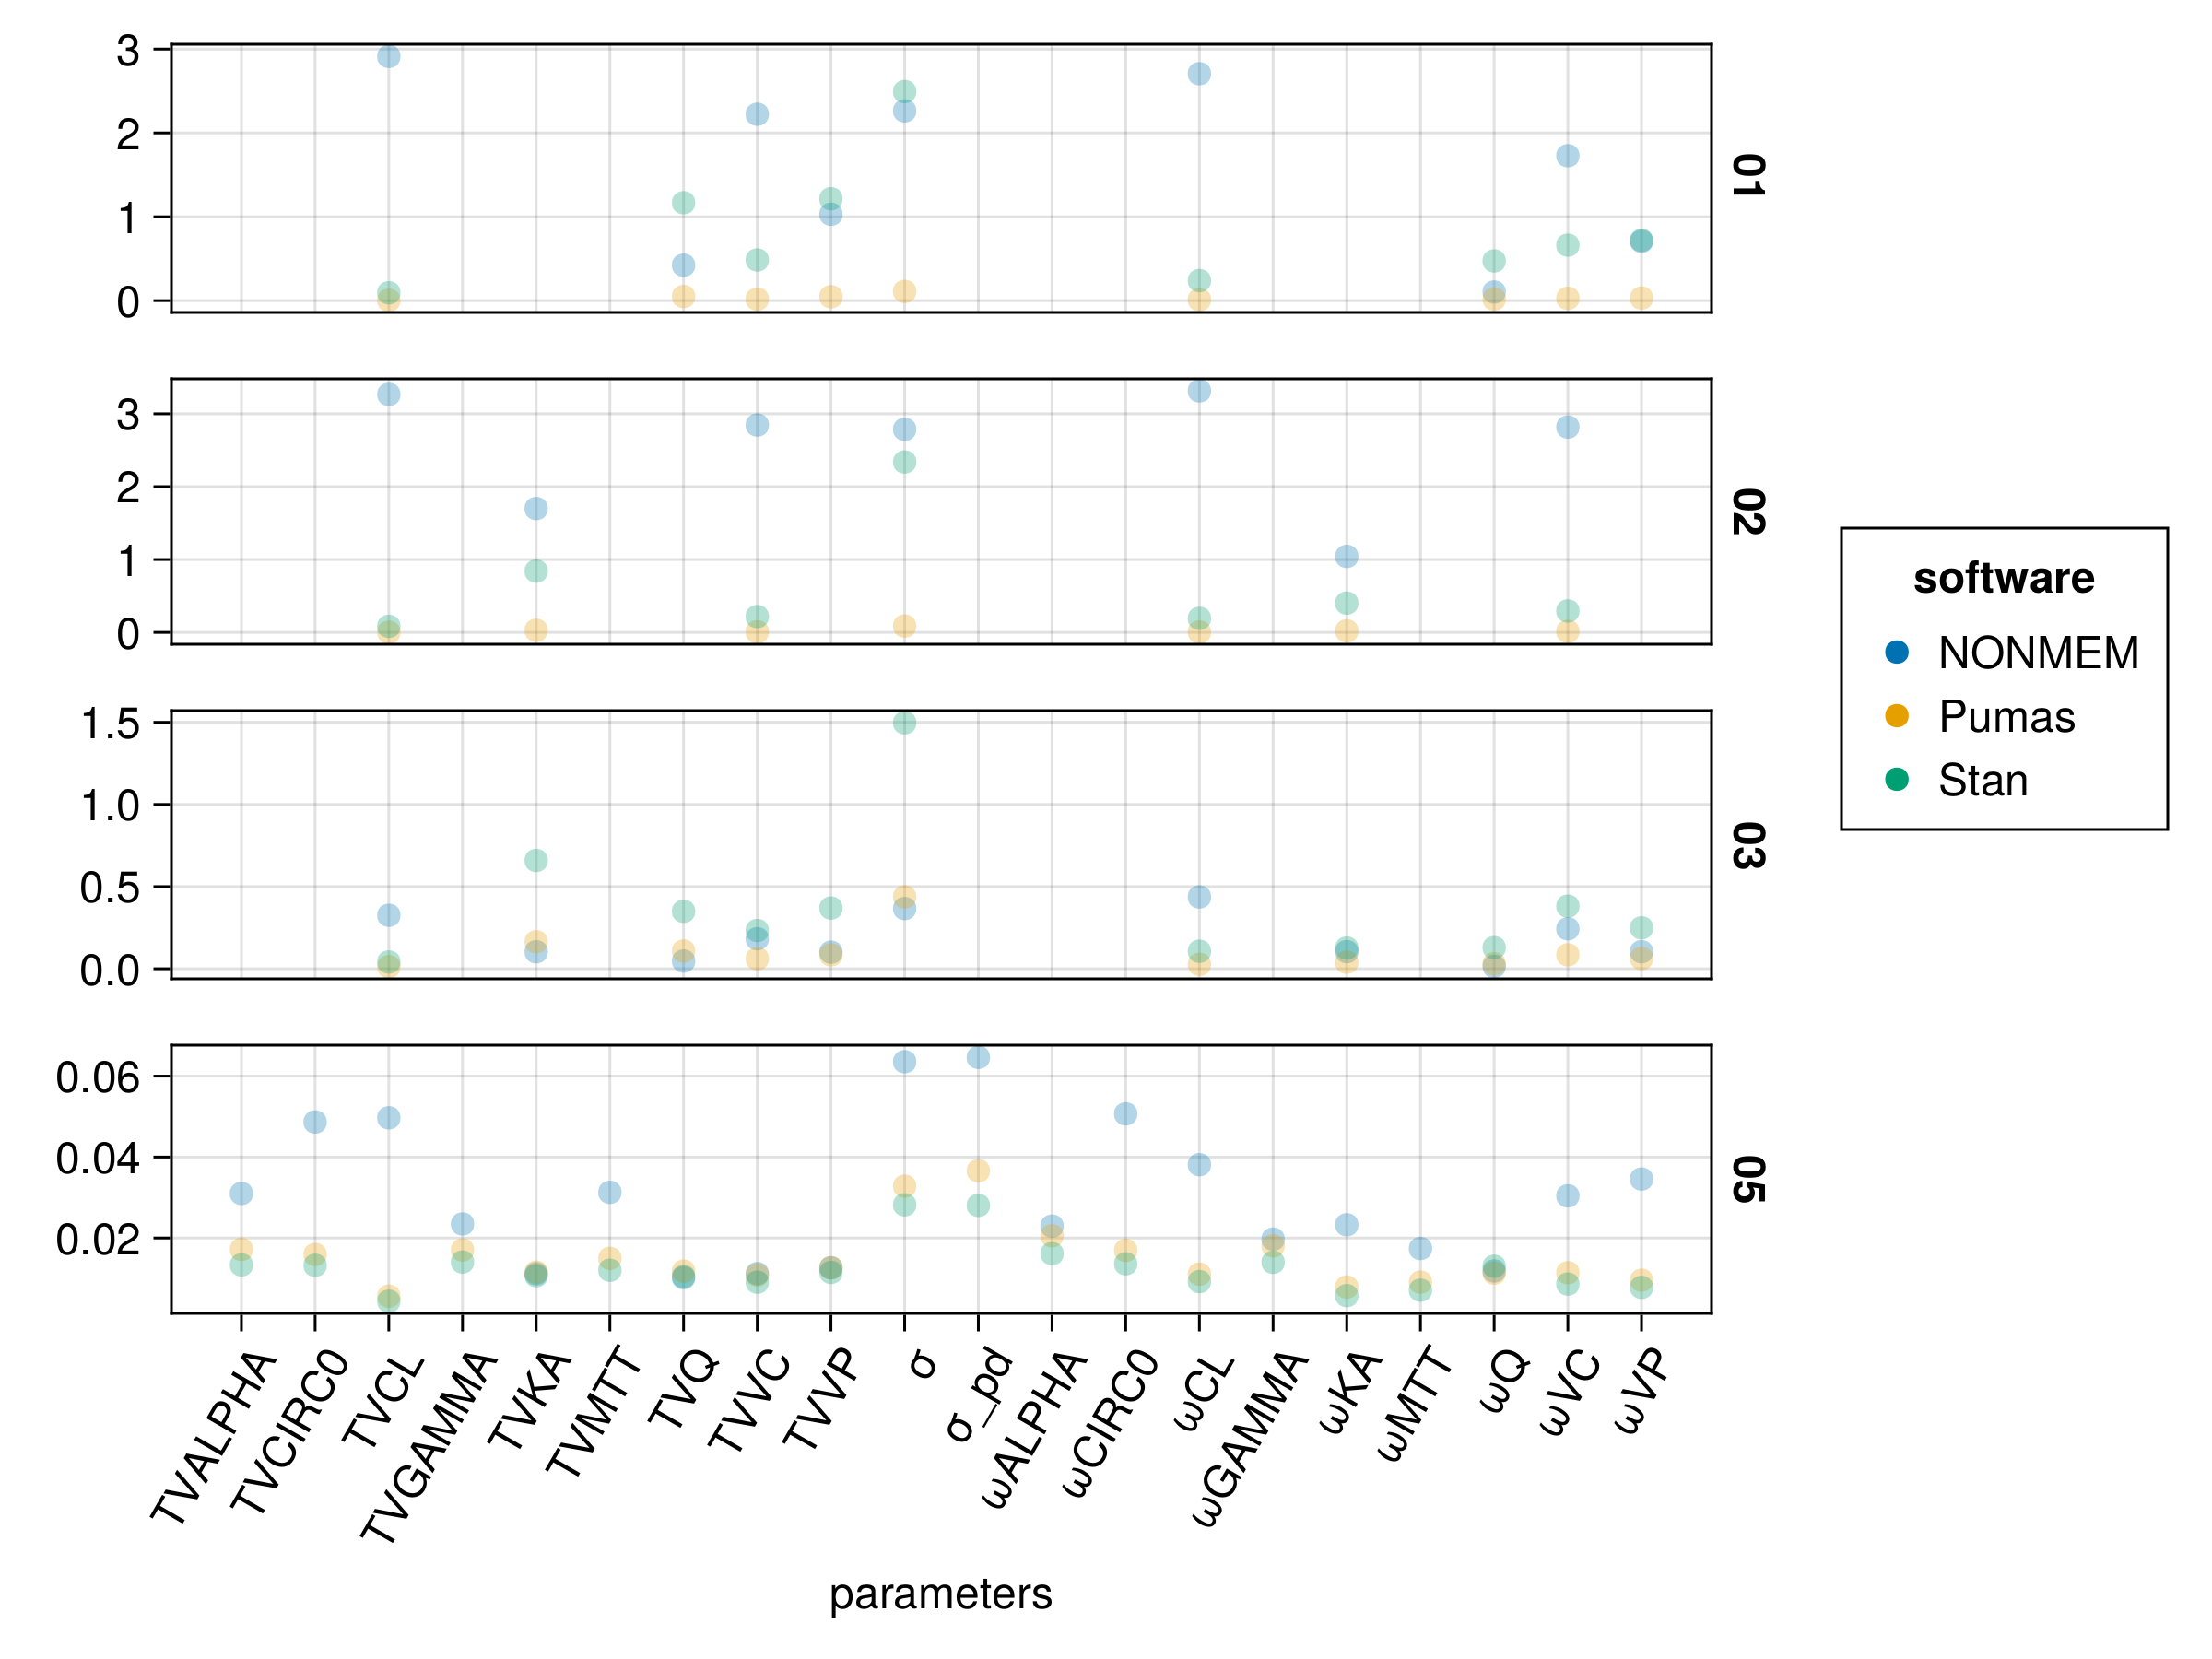 3
2
1
0
01
3
2
1
0
02
1.5
1.0
0.5
0.0
03
0.06
0.04
0.02
05
TVALPHA
TVCIRC0
TVCL
TVGAMMA
TVKA
TVMTT
TVQ
TVVC
TVVP
σ
σ_pd
ωALPHA
ωCIRC0
ωCL
ωGAMMA
ωKA
ωMTT
ωQ
ωVC
ωVP
parameters
software
NONMEM
Pumas
Stan